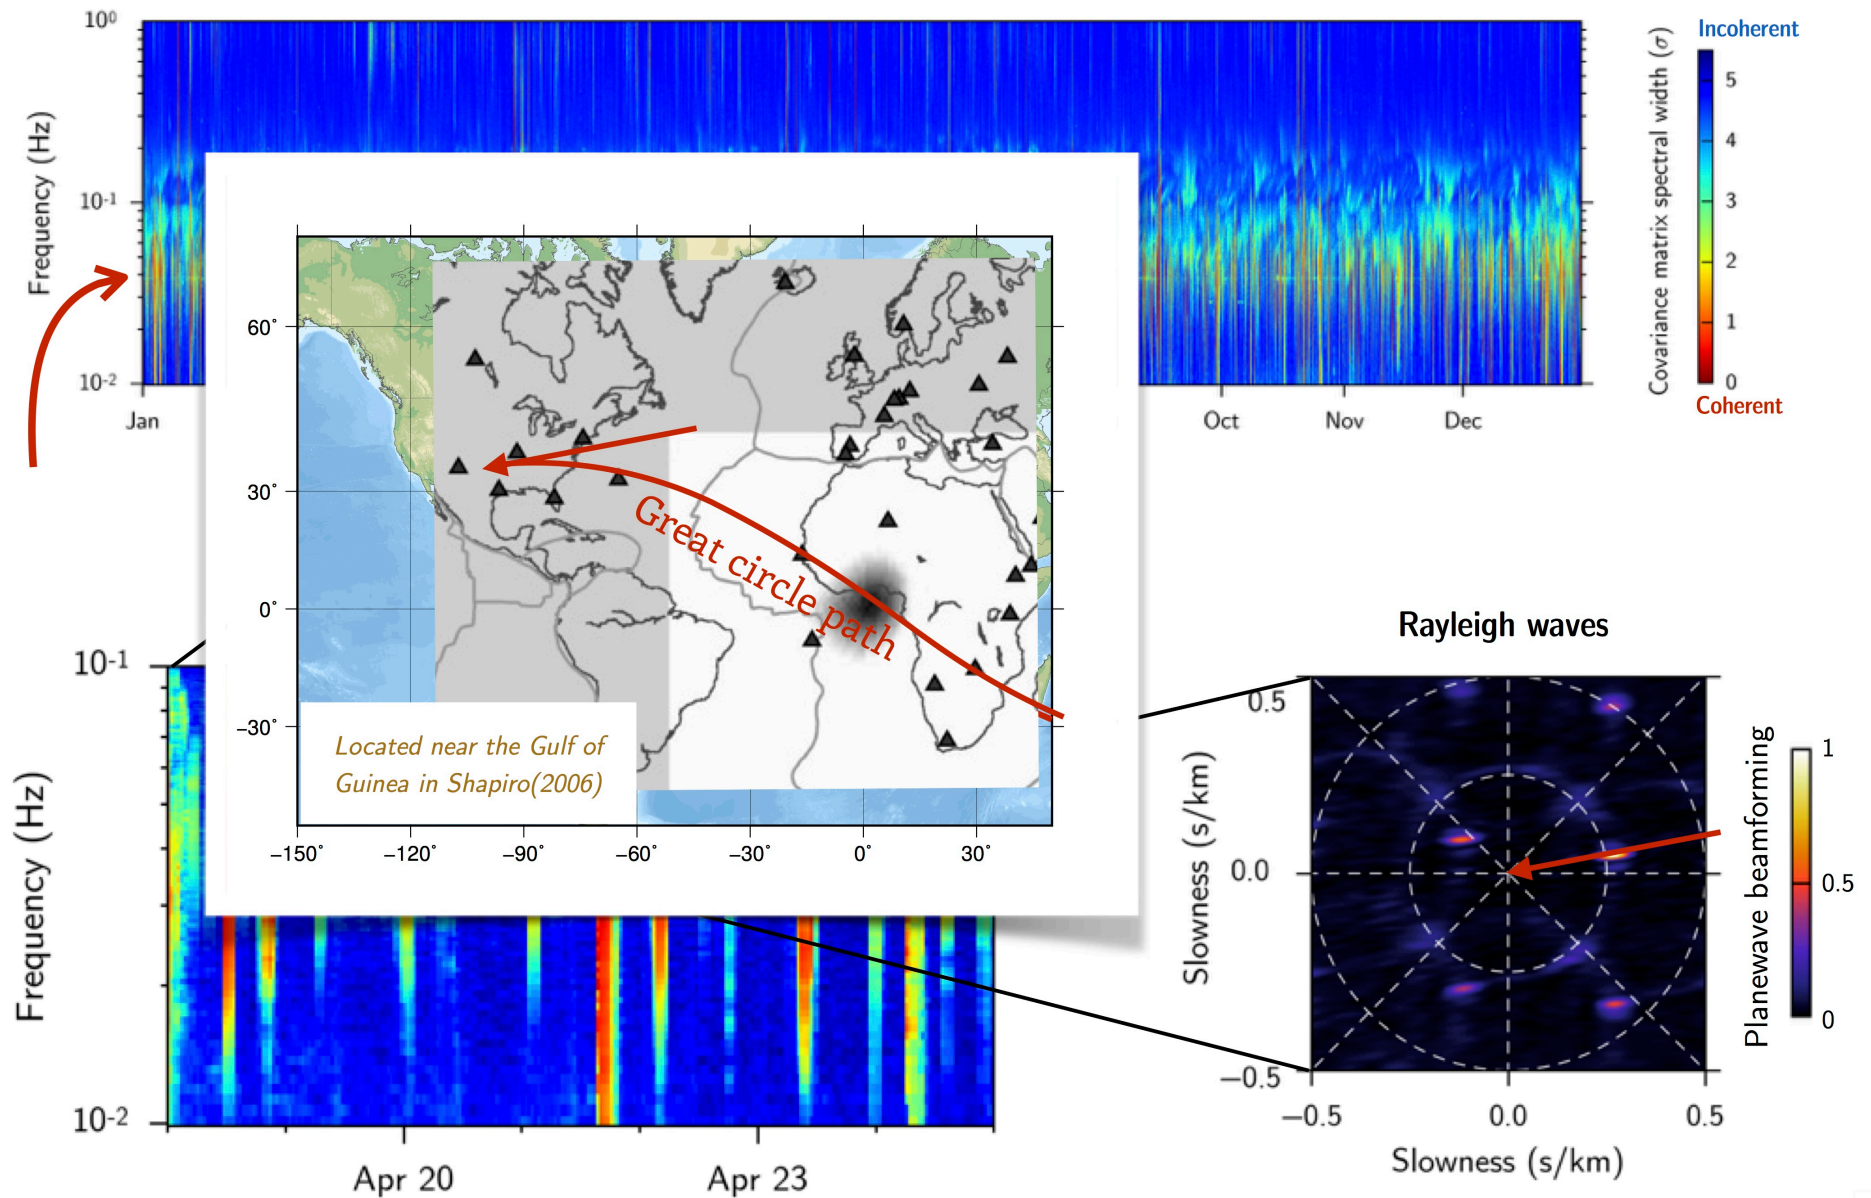 10⁰
10⁻¹
10⁻²
Frequency (Hz)
Jan
Oct
Nov
Dec
Covariance matrix spectral width (σ)
Incoherent
5
4
3
2
1
0
Coherent
60°
30°
0°
−30°
−150°
−120°
−90°
−60°
−30°
0°
30°
Great circle path
Located near the Gulf of
Guinea in Shapiro(2006)
10⁻¹
10⁻²
Frequency (Hz)
Apr 20
Apr 23
Rayleigh waves
0.5
0.0
−0.5
Slowness (s/km)
−0.5
0.0
0.5
Slowness (s/km)
Planewave beamforming
1
0.5
0